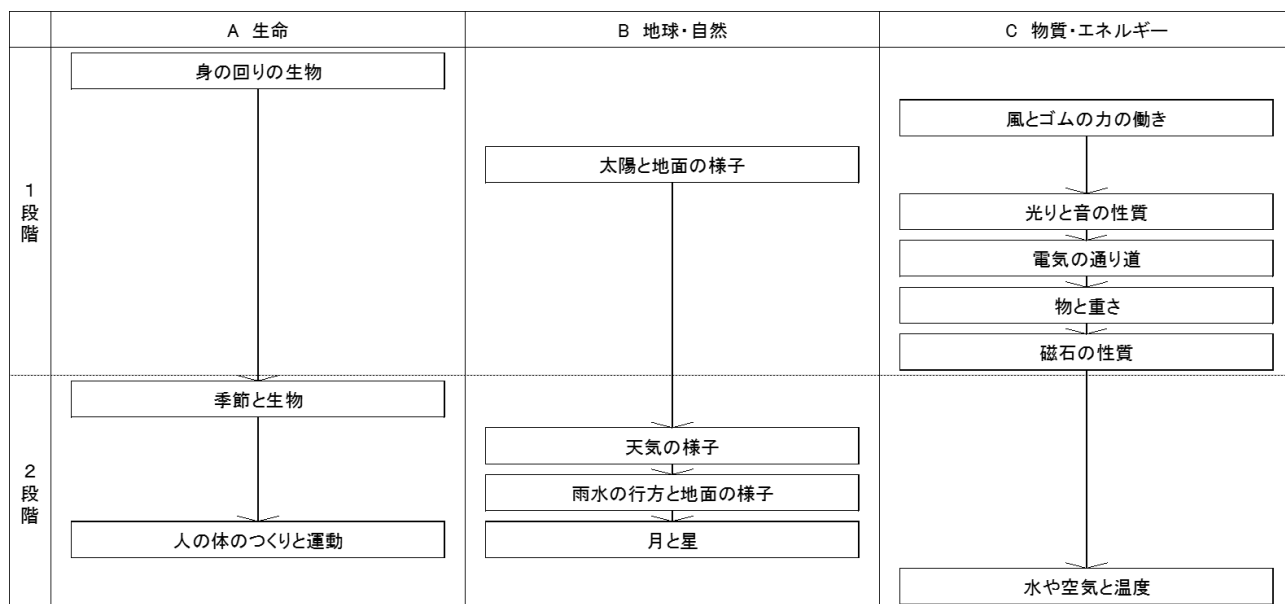 A 生命
B 地球・自然
C 物質・エネルギー
1段階
身の回りの生物
風とゴムの力の働き
太陽と地面の様子
光りと音の性質
電気の通り道
物と重さ
磁石の性質
2段階
季節と生物
天気の様子
雨水の行方と地面の様子
人の体のつくりと運動
月と星
水や空気と温度